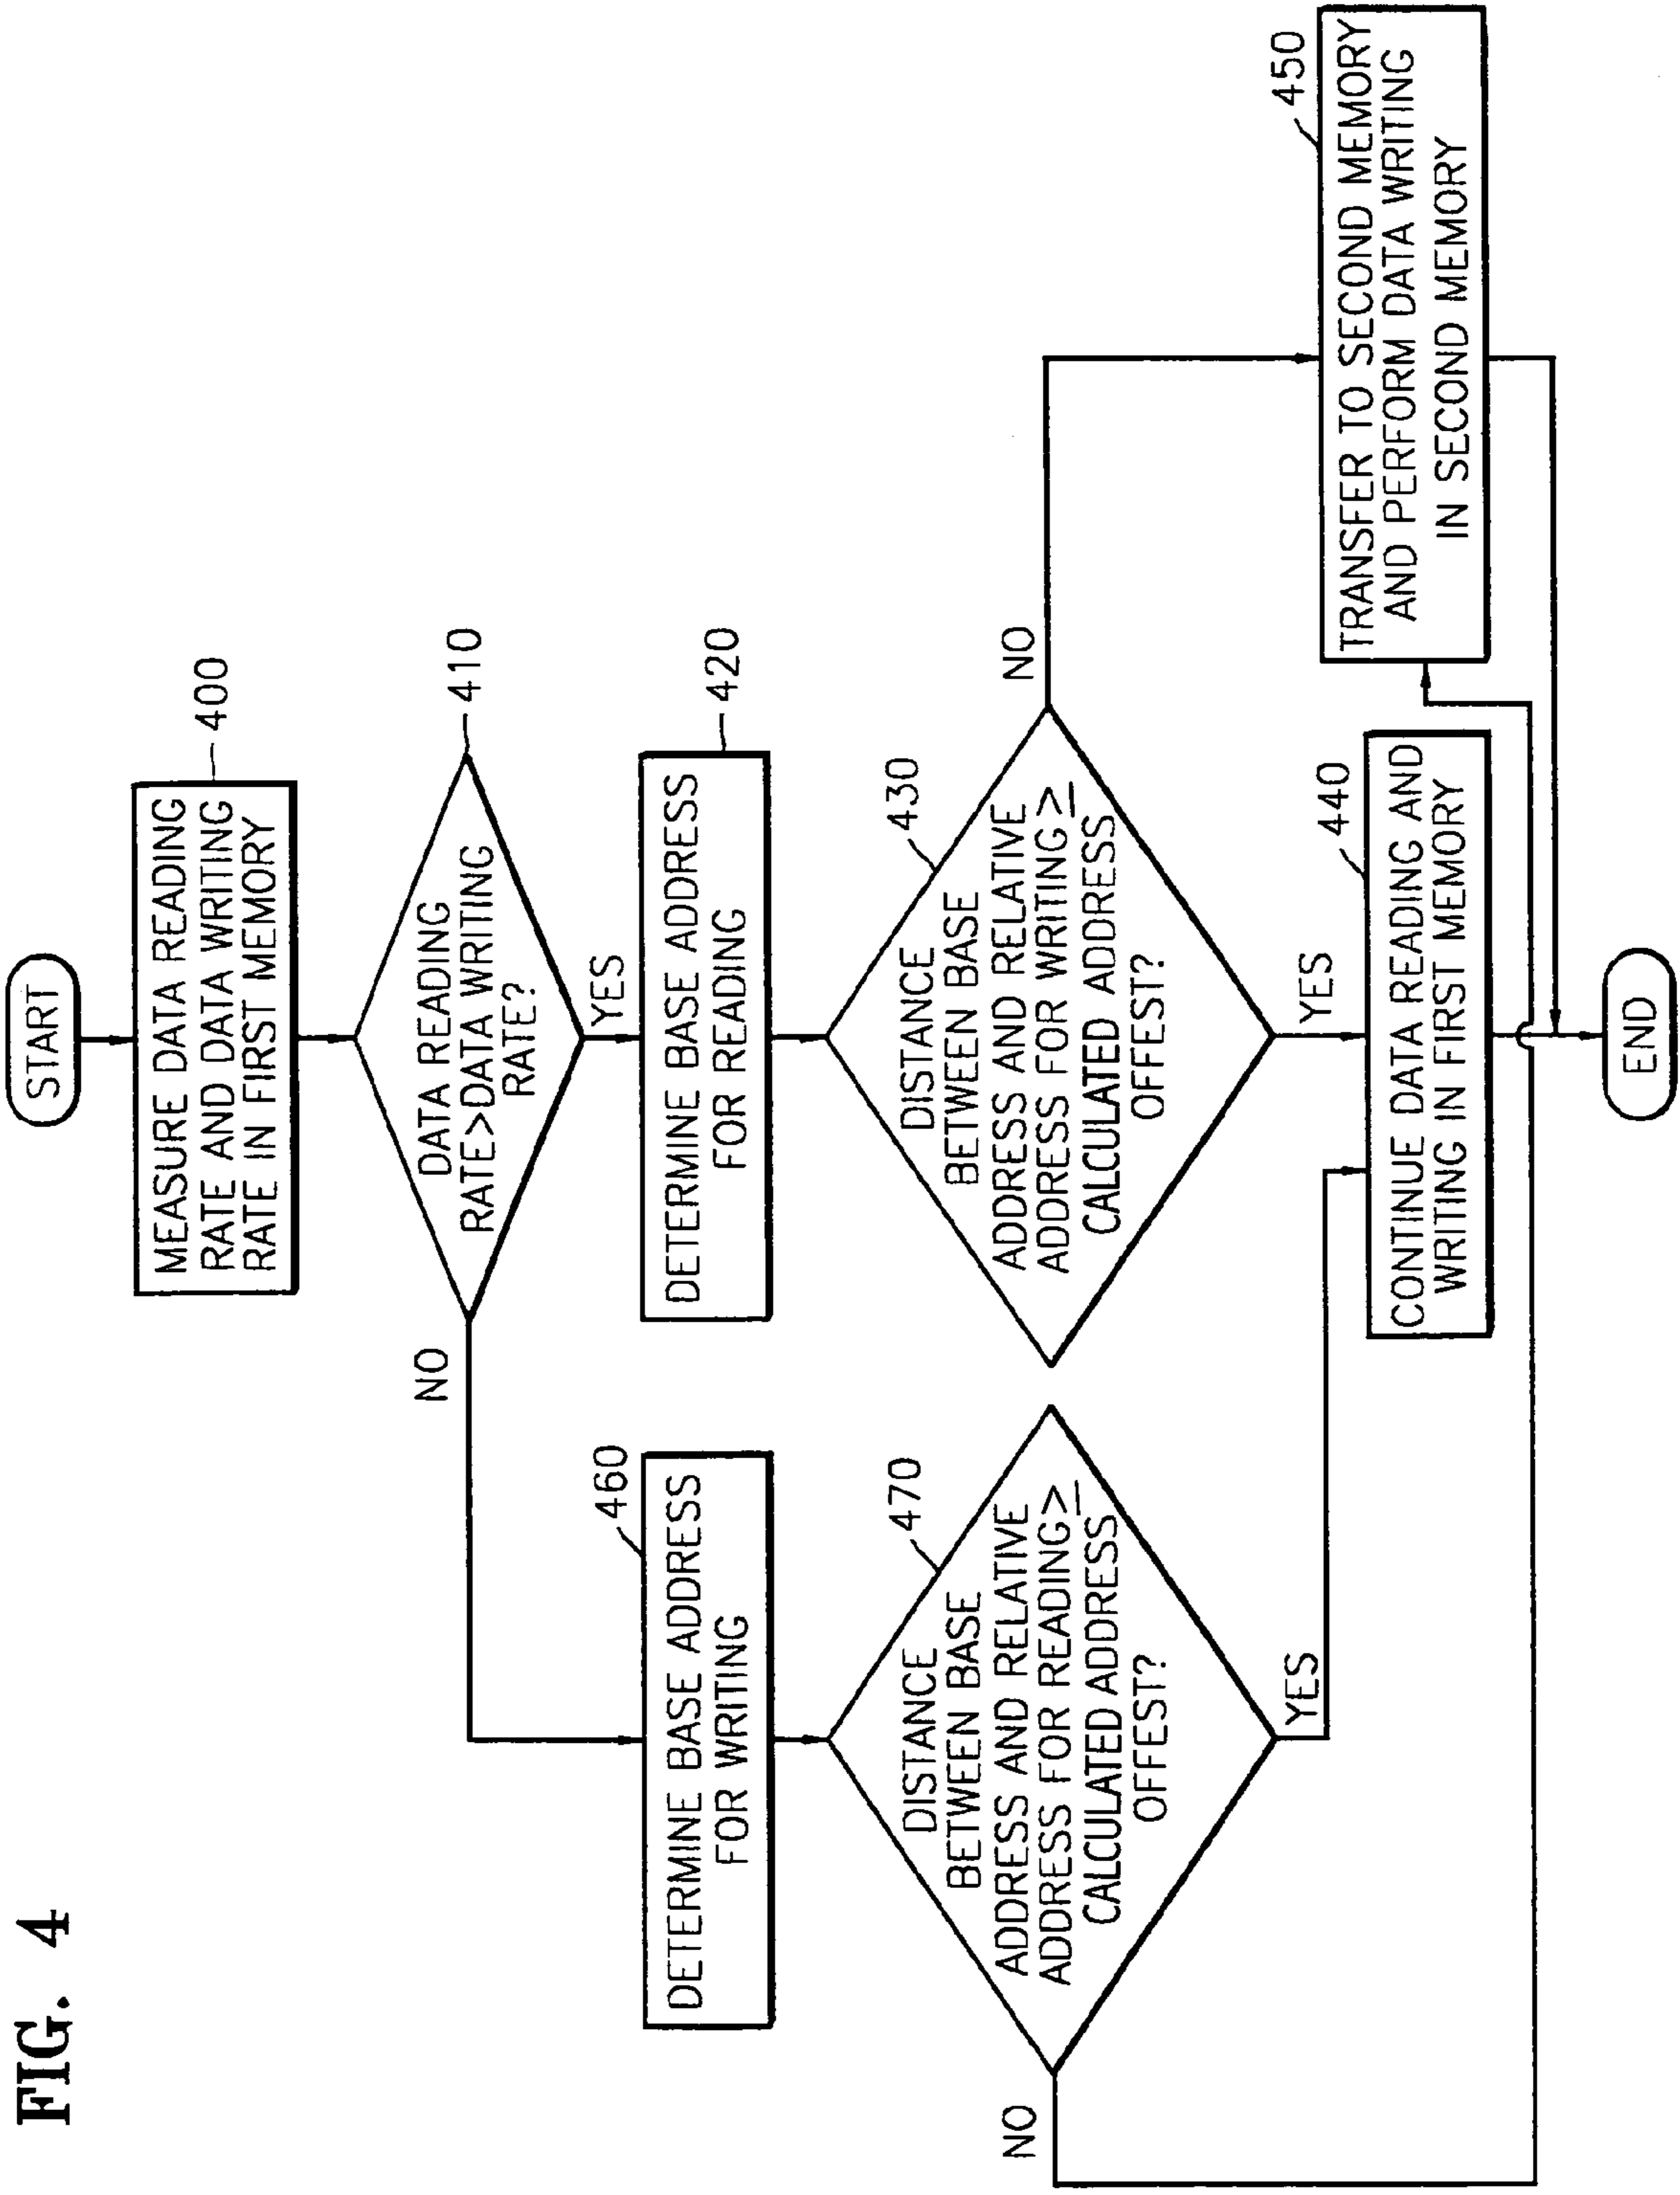 FIG. 4
START
MEASURE DATA READING
RATE AND DATA WRITING
RATE IN FIRST MEMORY
400
DATA READING
RATE>DATA WRITING
RATE?
410
NO
YES
DETERMINE BASE ADDRESS
FOR WRITING
460
DETERMINE BASE ADDRESS
FOR READING
420
DISTANCE
BETWEEN BASE
ADDRESS AND RELATIVE
ADDRESS FOR READING≥
CALCULATED ADDRESS
OFFEST?
470
DISTANCE
BETWEEN BASE
ADDRESS AND RELATIVE
ADDRESS FOR WRITING≥
CALCULATED ADDRESS
OFFEST?
430
NO
YES
YES
NO
CONTINUE DATA READING AND
WRITING IN FIRST MEMORY
440
TRANSFER TO SECOND MEMORY
AND PERFORM DATA WRITING
IN SECOND MEMORY
450
END